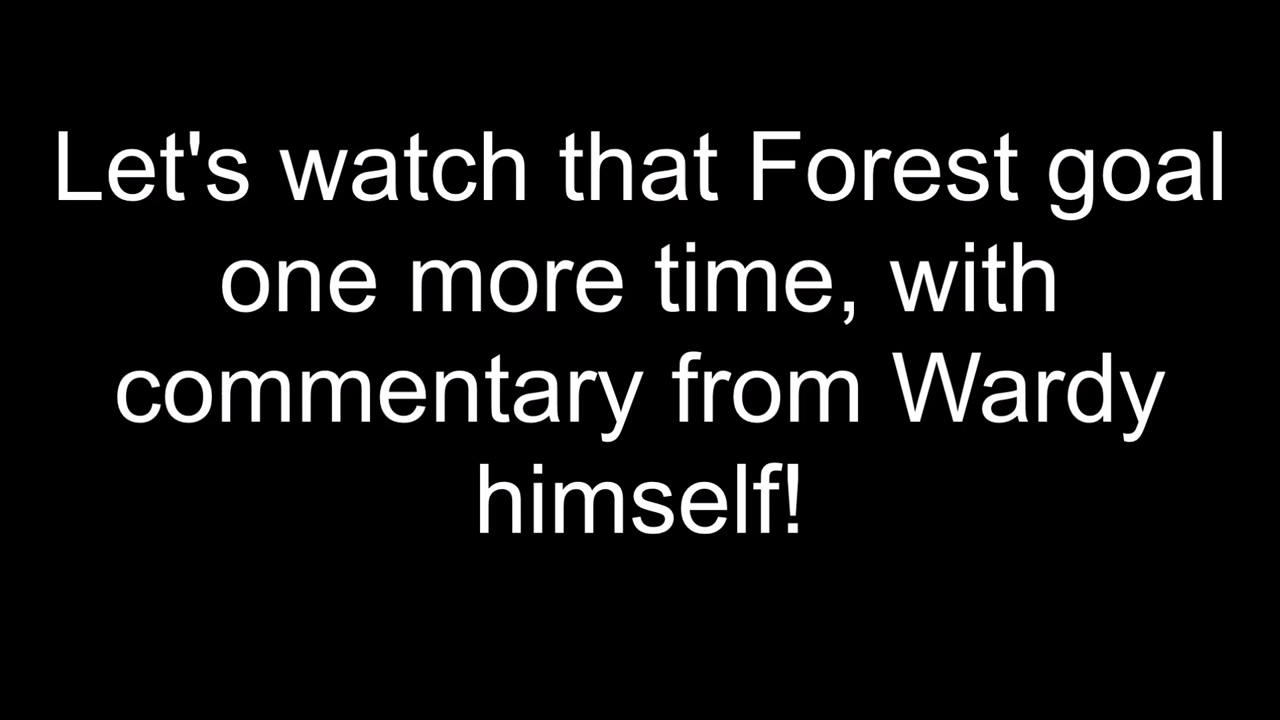 Let's watch that Forest goal
one more time, with
commentary from Wardy
himself!